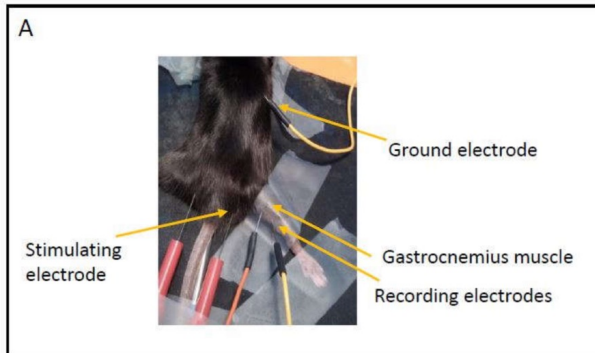 A
Ground electrode
Stimulating
electrode
Gastrocnemius muscle
Recording electrodes